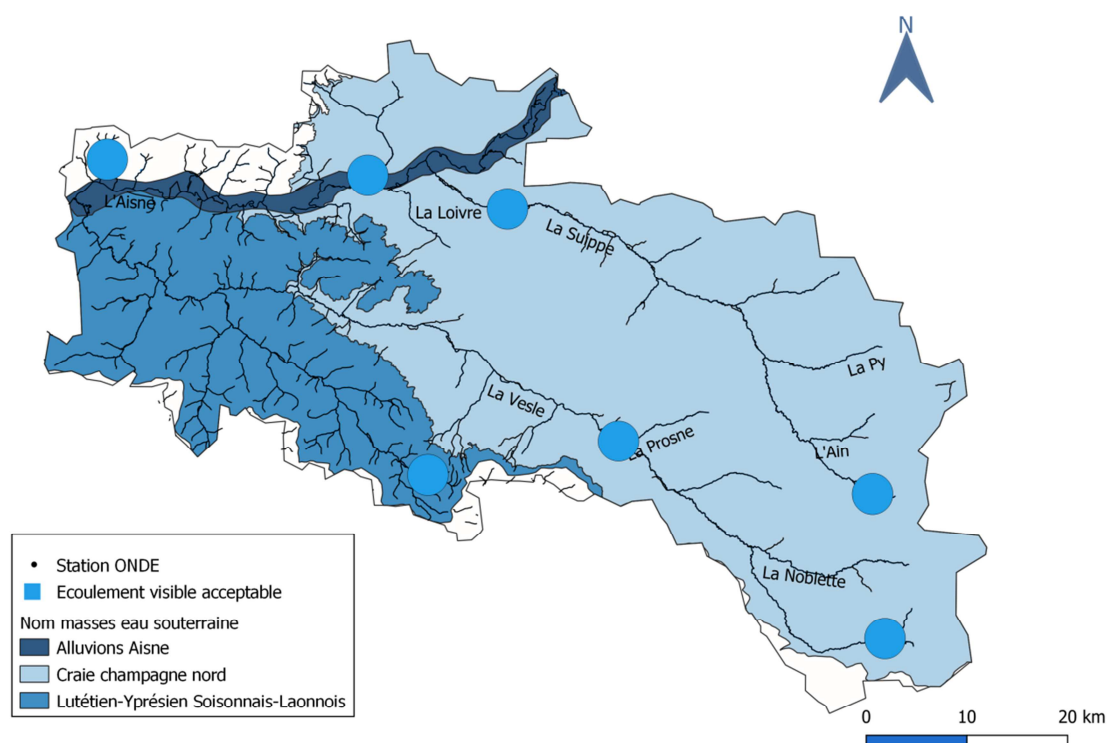 N
L'Aisne
La Loivre
La Suippe
La Py
La Vesle
La Prosne
L'Ain
La Noblette
Station ONDE
Ecoulement visible acceptable
Nom masses eau souterraine
Alluvions Aisne
Craie champagne nord
Lutétien-Yprésien Soisonnais-Laonnois
0 10 20 km